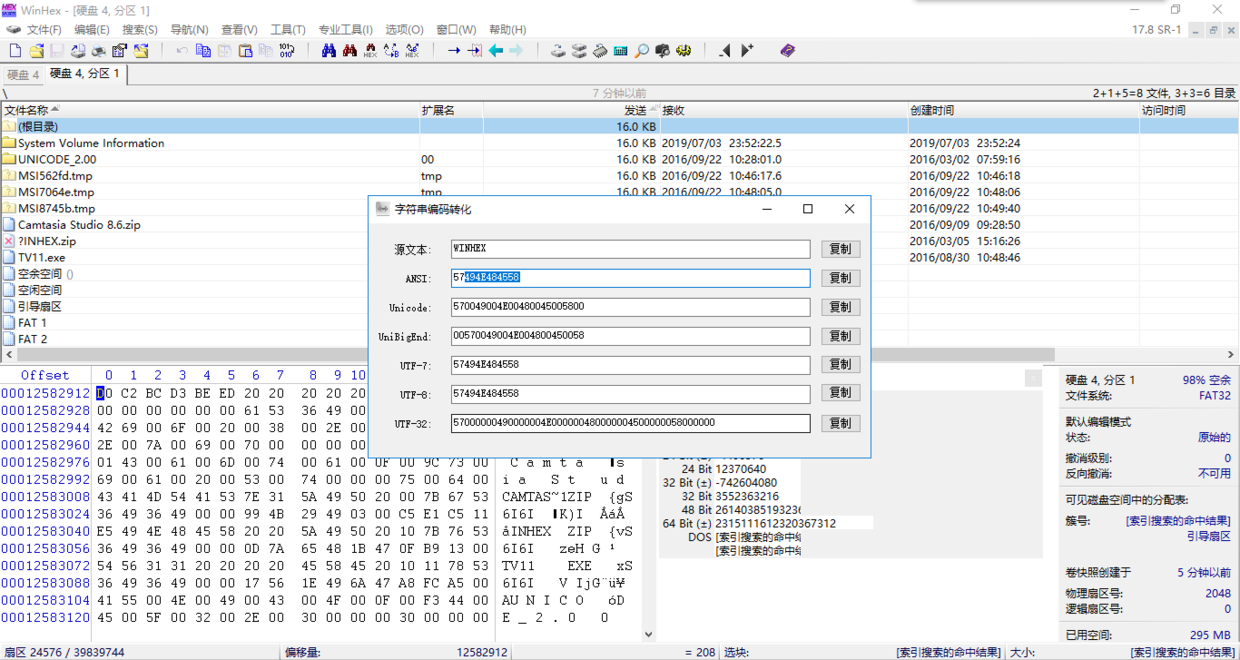 WinHex - [硬盘 4, 分区 1]
文件(F) 编辑(E) 搜索(S) 导航(N) 查看(V) 工具(T) 专业工具(I) 选项(O) 窗口(W) 帮助(H) 17.8 SR-1
硬盘 4 硬盘 4, 分区 1
\ 7 分钟以前 2+1+5=8 文件, 3+3=6 目录
文件名称 扩展名 发送 接收 创建时间 访问时间
(根目录) 16.0 KB
System Volume Information 16.0 KB 2019/07/03 23:52:22.5 2019/07/03 23:52:24
UNICODE_2.00 00 16.0 KB 2016/09/22 10:28:01.0 2016/03/02 07:59:16
MSI562fd.tmp tmp 16.0 KB 2016/09/22 10:46:17.6 2016/09/22 10:46:18
MSI7064e.tmp tmp 16.0 KB 2016/09/22 10:48:05.0 2016/09/22 10:48:06
MSI8745b.tmp 2016/09/22 10:49:40
Camtasia Studio 8.6.zip 2016/09/09 09:28:50
?INHEX.zip 2016/03/05 15:16:26
TV11.exe 2016/08/30 10:48:46
空余空间 ()
空闲空间
引导扇区
FAT 1
FAT 2
字符串编码转化
源文本: WINHEX 复制
ANSI: 57494E484558 复制
Unicode: 570049004E00480045005800 复制
UniBigEnd: 00570049004E004800450058 复制
UTF-7: 57494E484558 复制
UTF-8: 57494E484558 复制
UTF-32: 57000000490000004E000000480000004500000058000000 复制
Offset 0 1 2 3 4 5 6 7 8 9 10
00012582912 D0 C2 BC D3 BE ED 20 20 20 20 20
00012582928 00 00 00 00 00 00 61 53 36 49 00
00012582944 42 69 00 6F 00 20 00 38 00 2E 00
00012582960 2E 00 7A 00 69 00 70 00 00 00 00
00012582976 01 43 00 61 00 6D 00 74 00 61 00 0F 00 9C 73 00 C a m t a s
00012582992 69 00 61 00 20 00 53 00 74 00 00 00 75 00 64 00 i a S t u d
00012583008 43 41 4D 54 41 53 7E 31 5A 49 50 20 00 7B 67 53 CAMTAS~1ZIP {gS
00012583024 36 49 36 49 00 00 99 4B 29 49 03 00 C5 E1 C5 11 6I6I K)I ÅáÅ
00012583040 E5 49 4E 48 45 58 20 20 5A 49 50 20 10 7B 76 53 åINHEX ZIP {vS
00012583056 36 49 36 49 00 00 0D 7A 65 48 1B 47 0F B9 13 00 6I6I zeH G ¹
00012583072 54 56 31 31 20 20 20 20 45 58 45 20 10 11 78 53 TV11 EXE xS
00012583088 36 49 36 49 00 00 17 56 1E 49 6A 47 A8 FC A5 00 6I6I V IjG¨ü¥
00012583104 41 55 00 4E 00 49 00 43 00 4F 00 0F 00 F3 44 00 AU N I C O óD
00012583120 45 00 5F 00 32 00 2E 00 30 00 00 00 30 00 00 00 E _ 2 . 0 0
24 Bit 12370640
32 Bit (±) -742604080
32 Bit 3552363216
48 Bit 26140385193236
64 Bit (±) 2315111612320367312
DOS [索引搜索的命中结
[索引搜索的命中结
硬盘 4, 分区 1 98% 空余
文件系统: FAT32
默认编辑模式
状态: 原始的
撤消级别: 0
反向撤消: 不可用
可见磁盘空间中的分配表:
簇号: [索引搜索的命中结果]
引导扇区
卷快照创建于 5 分钟以前
物理扇区号: 2048
逻辑扇区号: 0
已用空间: 295 MB
扇区 24576 / 39839744 偏移量: 12582912 = 208 选块: [索引搜索的命中结果] 大小: [索引搜索的命中结果]